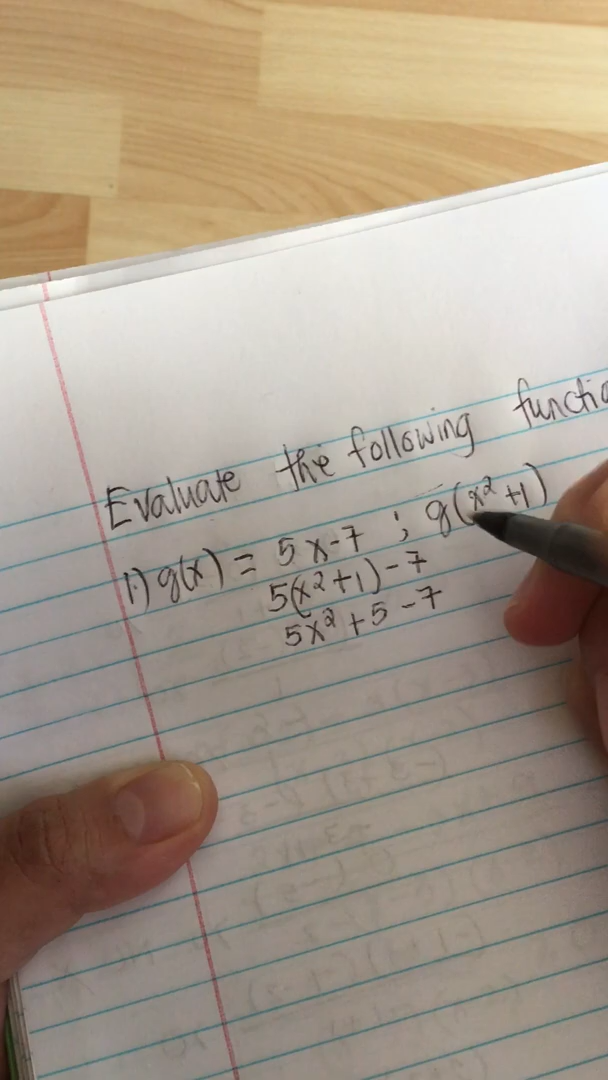 Evaluate the following functio
1.) g(x) = 5x-7 ; g(x² +1)
5(x²+1) -7
5x² +5 -7